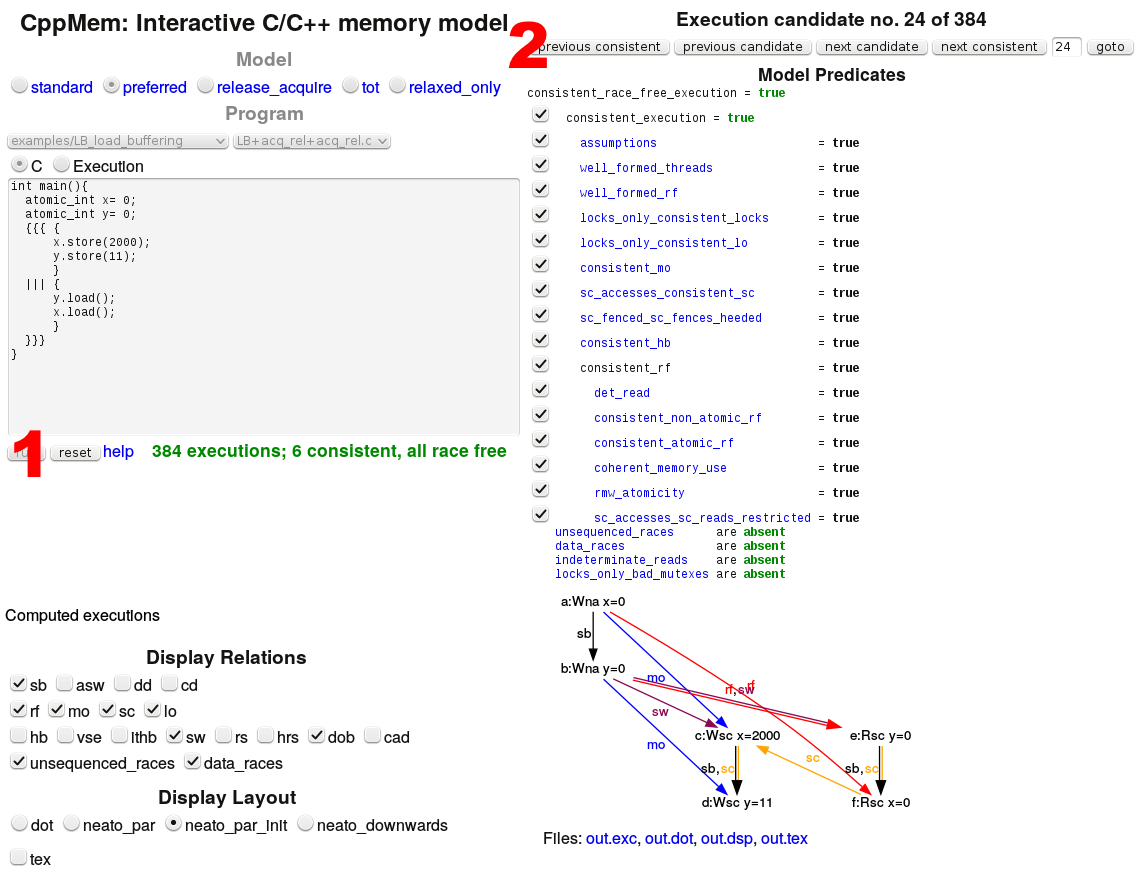 CppMem: Interactive C/C++ memory model
Model
standard preferred release_acquire tot relaxed_only
Program
examples/LB_load_buffering LB+acq_rel+acq_rel.c
C Execution
int main(){
  atomic_int x= 0;
  atomic_int y= 0;
  {{{ {
      x.store(2000);
      y.store(11);
      }
  ||| {
      y.load();
      x.load();
      }
  }}}
}
1
reset help 384 executions; 6 consistent, all race free
Computed executions
Display Relations
sb asw dd cd
rf mo sc lo
hb vse lthb sw rs hrs dob cad
unsequenced_races data_races
Display Layout
dot neato_par neato_par_init neato_downwards
tex
2
Execution candidate no. 24 of 384
previous consistent previous candidate next candidate next consistent 24 goto
Model Predicates
consistent_race_free_execution = true
consistent_execution = true
assumptions = true
well_formed_threads = true
well_formed_rf = true
locks_only_consistent_locks = true
locks_only_consistent_lo = true
consistent_mo = true
sc_accesses_consistent_sc = true
sc_fenced_sc_fences_heeded = true
consistent_hb = true
consistent_rf = true
det_read = true
consistent_non_atomic_rf = true
consistent_atomic_rf = true
coherent_memory_use = true
rmw_atomicity = true
sc_accesses_sc_reads_restricted = true
unsequenced_races are absent
data_races are absent
indeterminate_reads are absent
locks_only_bad_mutexes are absent
a:Wna x=0
sb
b:Wna y=0
mo
rf,sw
rf
sw
c:Wsc x=2000
e:Rsc y=0
mo
sc
sb,sc
sb,sc
d:Wsc y=11
f:Rsc x=0
Files: out.exc, out.dot, out.dsp, out.tex